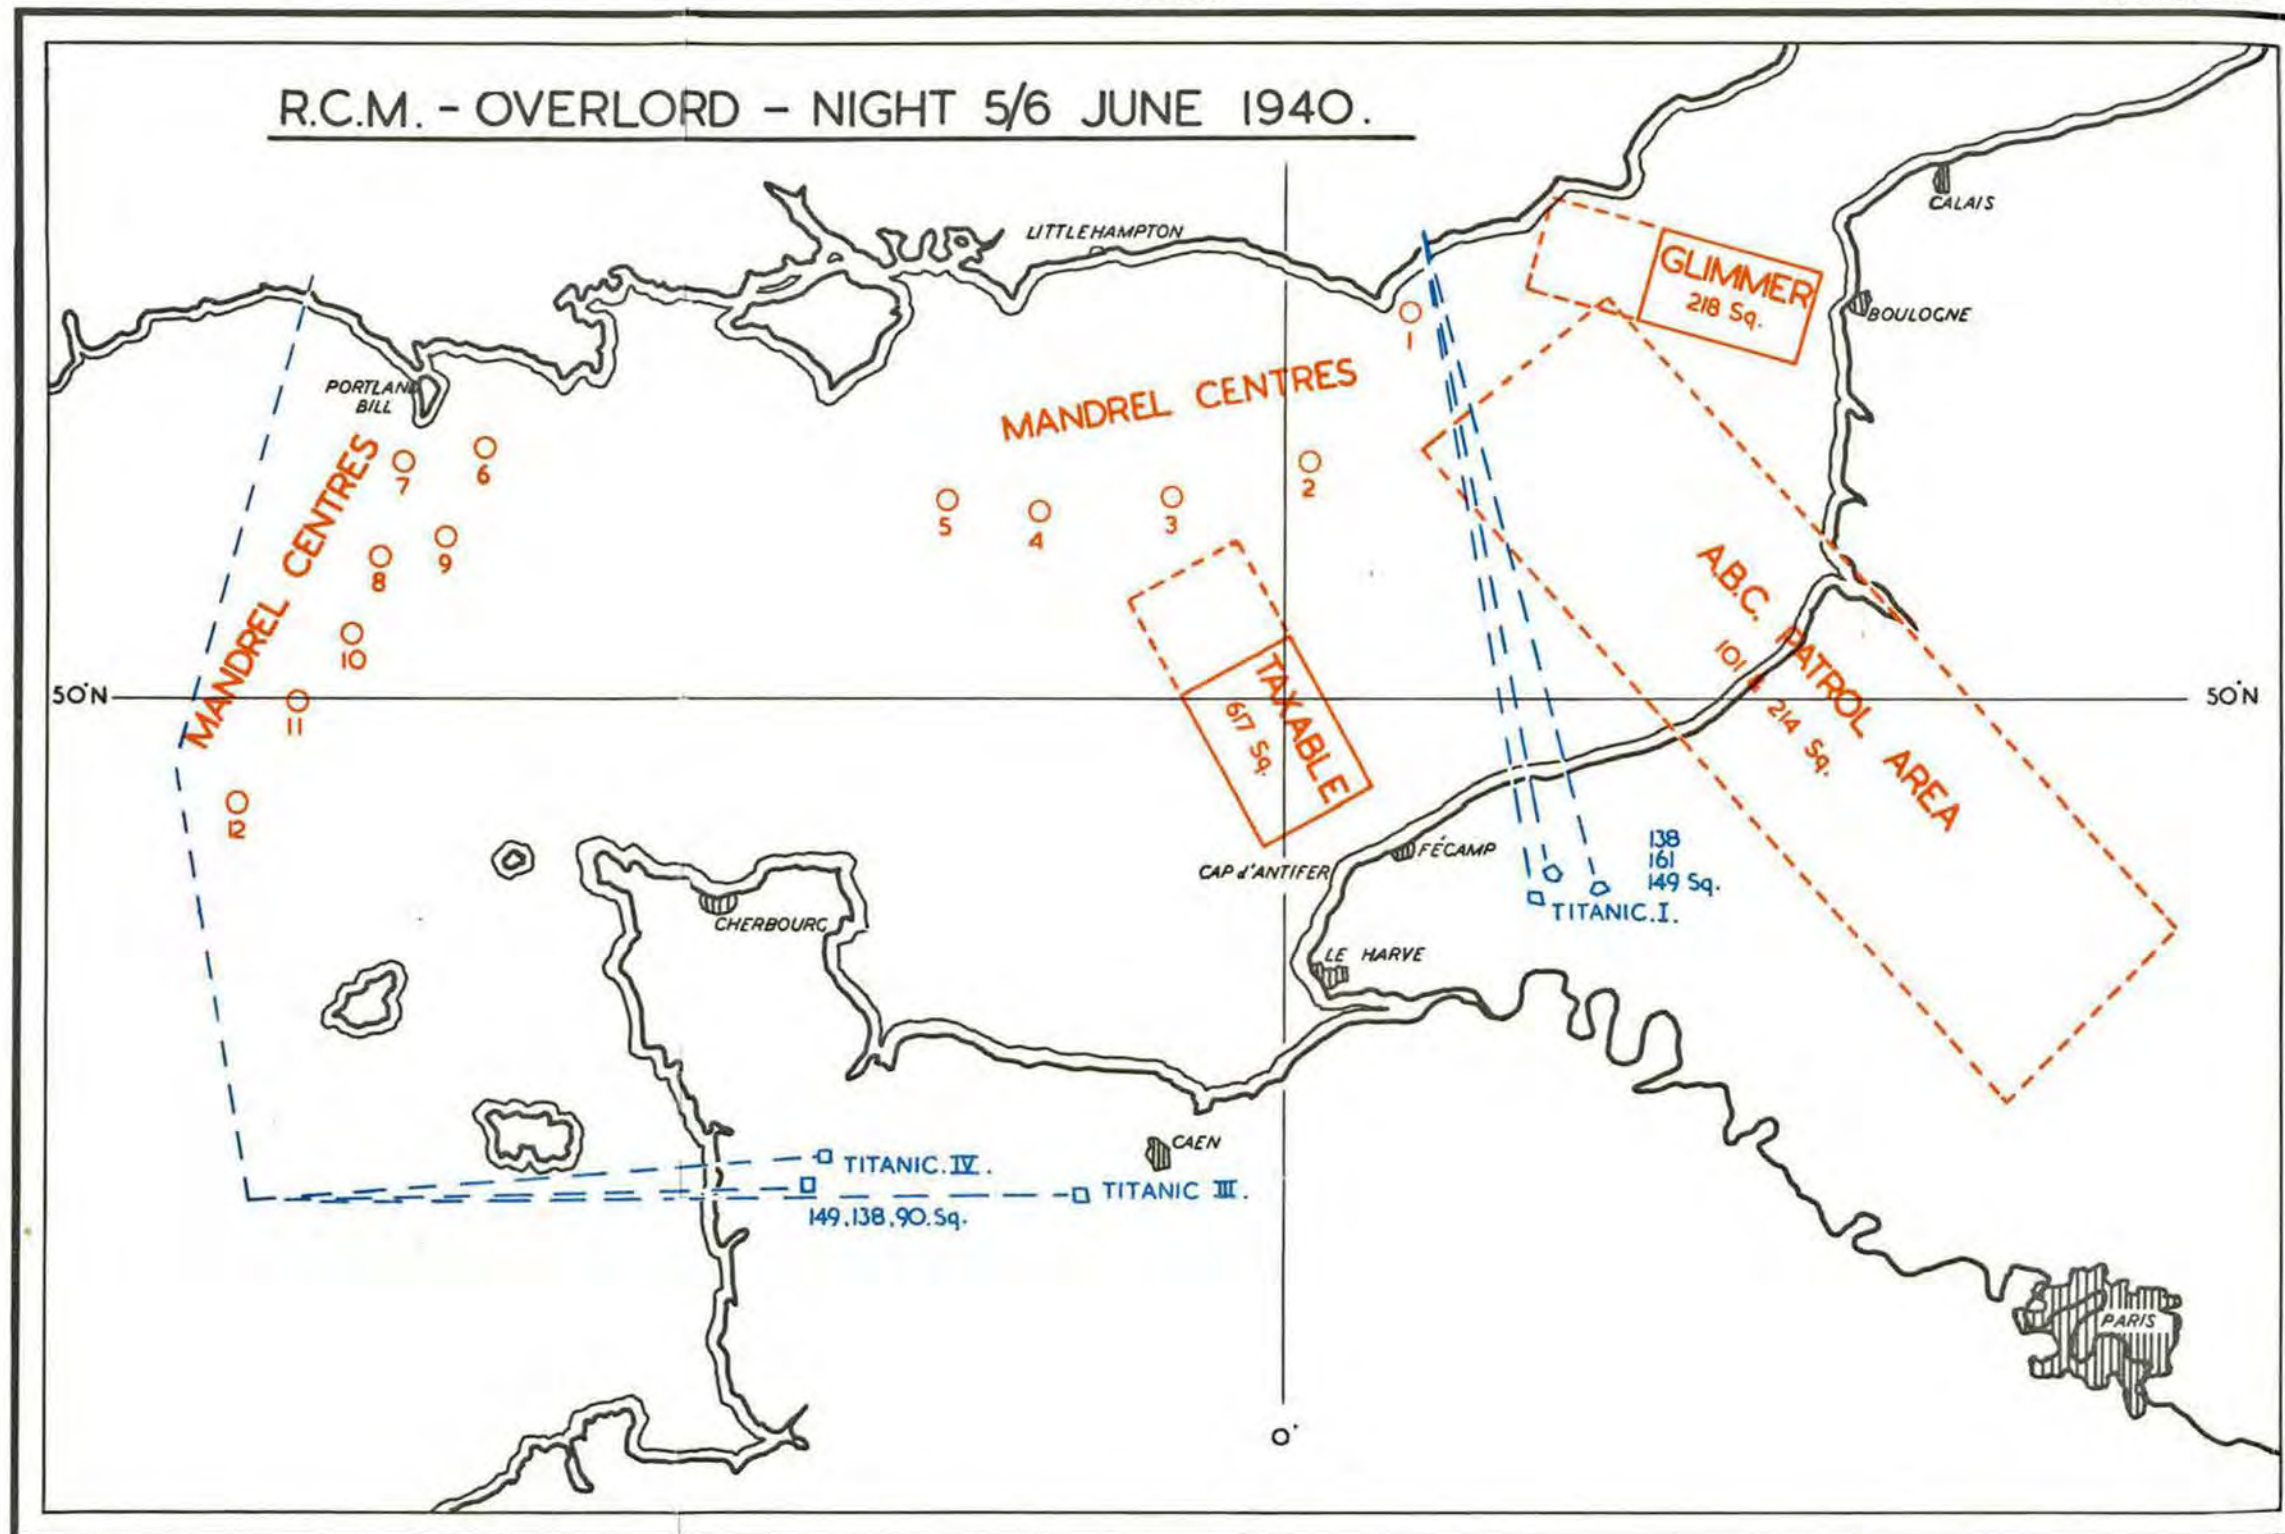 R.C.M. - OVERLORD - NIGHT 5/6 JUNE 1940.
CALAIS
LITTLEHAMPTON
GLIMMER
218 Sq.
BOULOGNE
1
PORTLAND
BILL
MANDREL CENTRES
MANDREL CENTRES
7
6
5
4
3
2
8
9
10
11
12
A.B.C. PATROL AREA
101
214 Sq.
50°N
50°N
TAXABLE
617 Sq.
138
161
149 Sq.
TITANIC.I.
FÉCAMP
CAP d'ANTIFER
CHERBOURG
LE HARVE
CAEN
TITANIC.IV.
TITANIC III.
149.138.90.Sq.
PARIS
0°